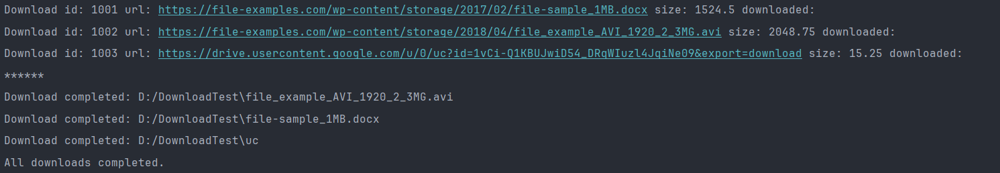 Download id: 1001 url: https://file-examples.com/wp-content/storage/2017/02/file-sample_1MB.docx size: 1524.5 downloaded:
Download id: 1002 url: https://file-examples.com/wp-content/storage/2018/04/file_example_AVI_1920_2_3MG.avi size: 2048.75 downloaded:
Download id: 1003 url: https://drive.usercontent.google.com/u/0/uc?id=1vCi-Q1KBUJwiD54_DRqWIuzl4JqiNe09&export=download size: 15.25 downloaded:
******
Download completed: D:/DownloadTest\file_example_AVI_1920_2_3MG.avi
Download completed: D:/DownloadTest\file-sample_1MB.docx
Download completed: D:/DownloadTest\uc
All downloads completed.